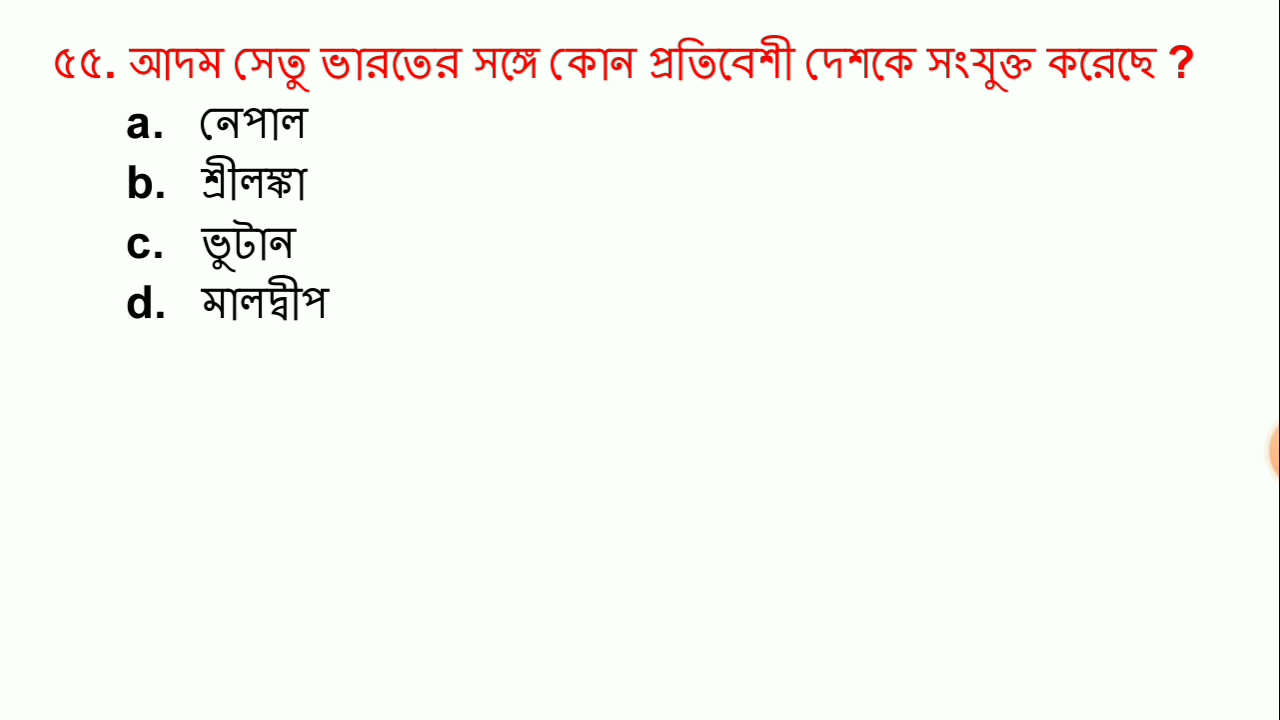 ৫৫. আদম সেতু ভারতের সঙ্গে কোন প্রতিবেশী দেশকে সংযুক্ত করেছে ?
a. নেপাল
b. শ্রীলঙ্কা
c. ভুটান
d. মালদ্বীপ